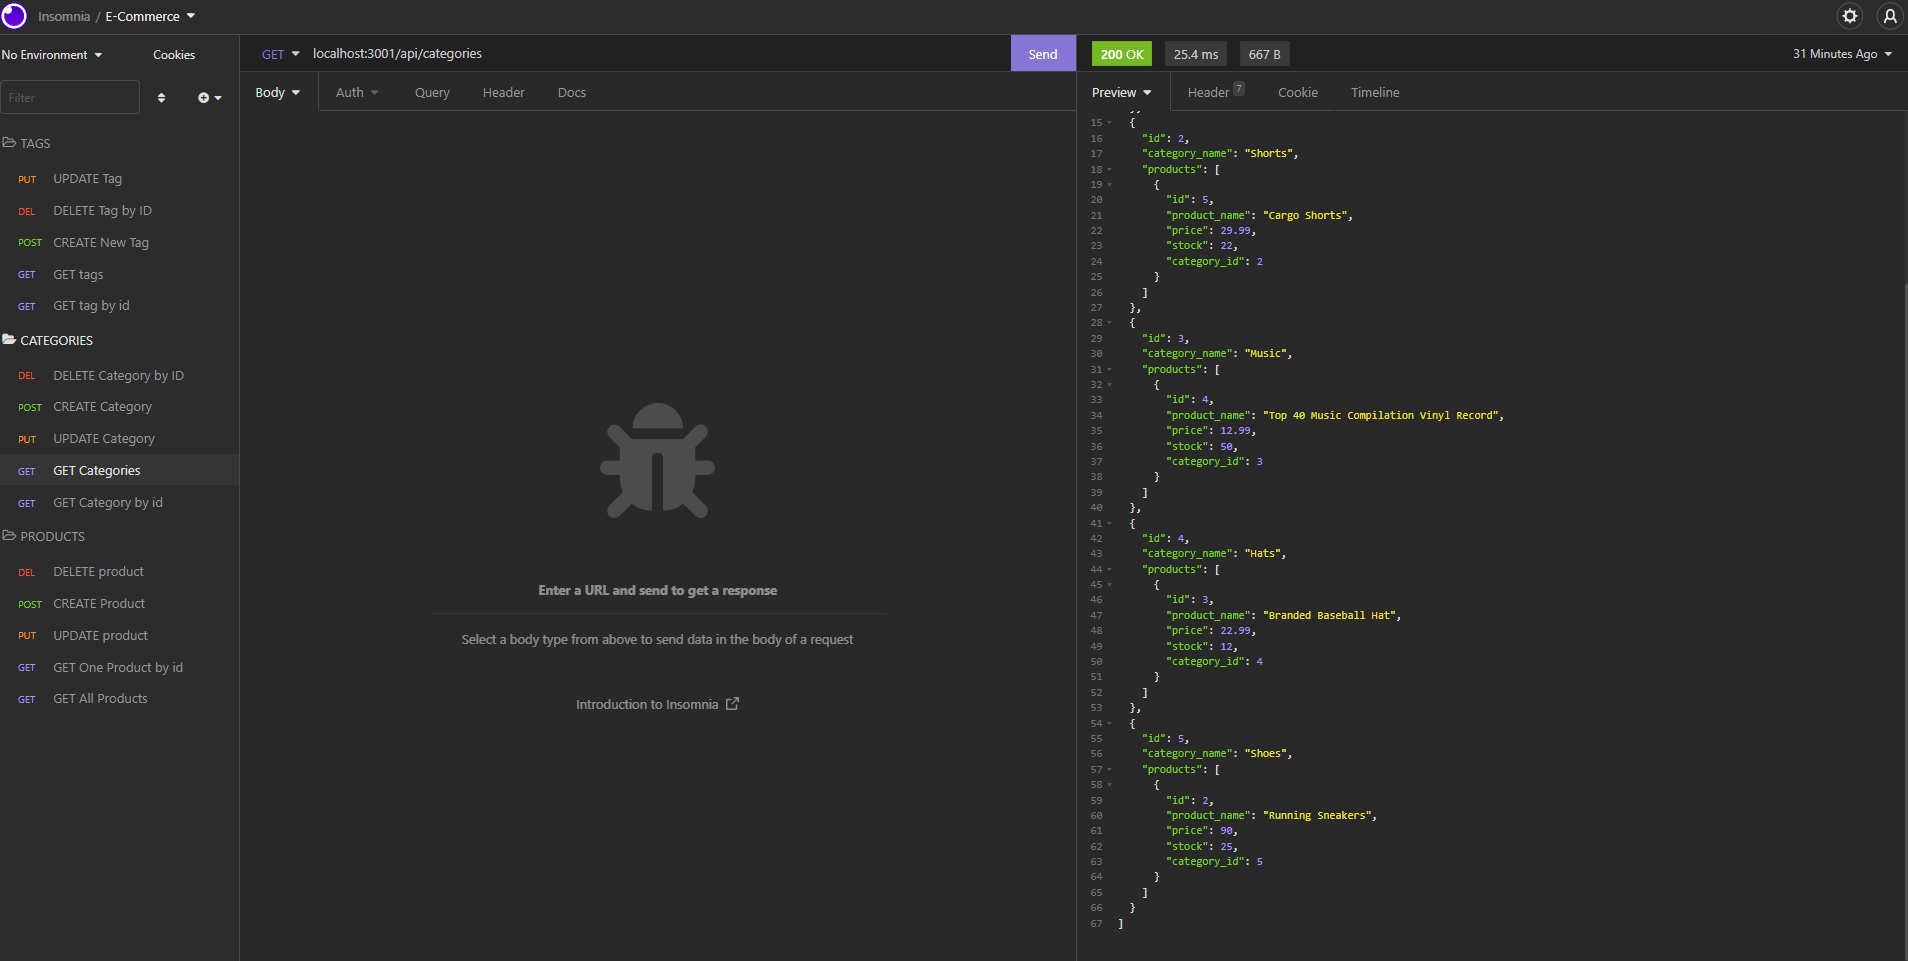 Insomnia / E-Commerce
No Environment
Cookies
Filter
TAGS
PUT UPDATE Tag
DEL DELETE Tag by ID
POST CREATE New Tag
GET GET tags
GET GET tag by id
CATEGORIES
DEL DELETE Category by ID
POST CREATE Category
PUT UPDATE Category
GET GET Categories
GET GET Category by id
PRODUCTS
DEL DELETE product
POST CREATE Product
PUT UPDATE product
GET GET One Product by id
GET GET All Products
GET localhost:3001/api/categories Send
Body Auth Query Header Docs
Enter a URL and send to get a response
Select a body type from above to send data in the body of a request
Introduction to Insomnia
200 OK 25.4 ms 667 B 31 Minutes Ago
Preview Header 7 Cookie Timeline
15 {
16 "id": 2,
17 "category_name": "Shorts",
18 "products": [
19 {
20 "id": 5,
21 "product_name": "Cargo Shorts",
22 "price": 29.99,
23 "stock": 22,
24 "category_id": 2
25 }
26 ]
27 },
28 {
29 "id": 3,
30 "category_name": "Music",
31 "products": [
32 {
33 "id": 4,
34 "product_name": "Top 40 Music Compilation Vinyl Record",
35 "price": 12.99,
36 "stock": 50,
37 "category_id": 3
38 }
39 ]
40 },
41 {
42 "id": 4,
43 "category_name": "Hats",
44 "products": [
45 {
46 "id": 3,
47 "product_name": "Branded Baseball Hat",
48 "price": 22.99,
49 "stock": 12,
50 "category_id": 4
51 }
52 ]
53 },
54 {
55 "id": 5,
56 "category_name": "Shoes",
57 "products": [
58 {
59 "id": 2,
60 "product_name": "Running Sneakers",
61 "price": 90,
62 "stock": 25,
63 "category_id": 5
64 }
65 ]
66 }
67 ]